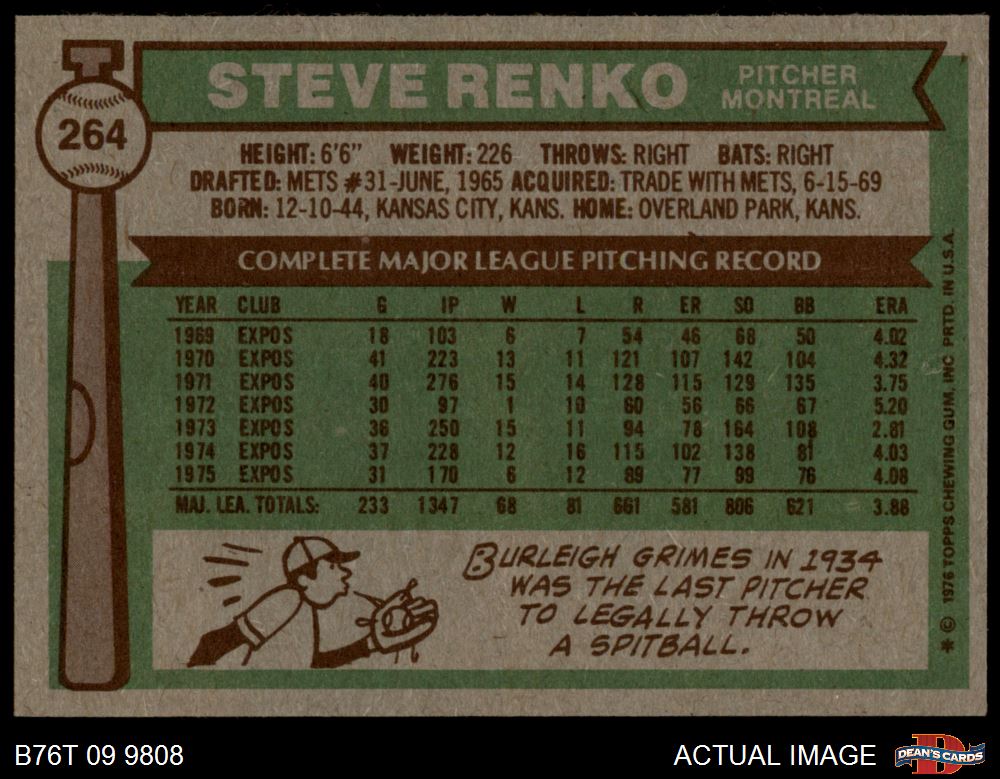 264
STEVE RENKO
PITCHER
MONTREAL
HEIGHT: 6'6" WEIGHT: 226 THROWS: RIGHT BATS: RIGHT
DRAFTED: METS #31-JUNE, 1965 ACQUIRED: TRADE WITH METS, 6-15-69
BORN: 12-10-44, KANSAS CITY, KANS. HOME: OVERLAND PARK, KANS.
COMPLETE MAJOR LEAGUE PITCHING RECORD
YEAR CLUB G IP W L R ER SO BB ERA
1969 EXPOS 18 103 6 7 54 46 68 50 4.02
1970 EXPOS 41 223 13 11 121 107 142 104 4.32
1971 EXPOS 40 276 15 14 128 115 129 135 3.75
1972 EXPOS 30 97 1 10 60 56 66 67 5.20
1973 EXPOS 36 250 15 11 94 78 164 108 2.81
1974 EXPOS 37 228 12 16 115 102 138 81 4.03
1975 EXPOS 31 170 6 12 89 77 99 76 4.08
MAJ. LEA. TOTALS: 233 1347 68 81 661 581 806 621 3.88
BURLEIGH GRIMES IN 1934
WAS THE LAST PITCHER
TO LEGALLY THROW
A SPITBALL.
* © 1976 TOPPS CHEWING GUM, INC PRTD. IN U.S.A.
B76T 09 9808
ACTUAL IMAGE
DEAN'S CARDS